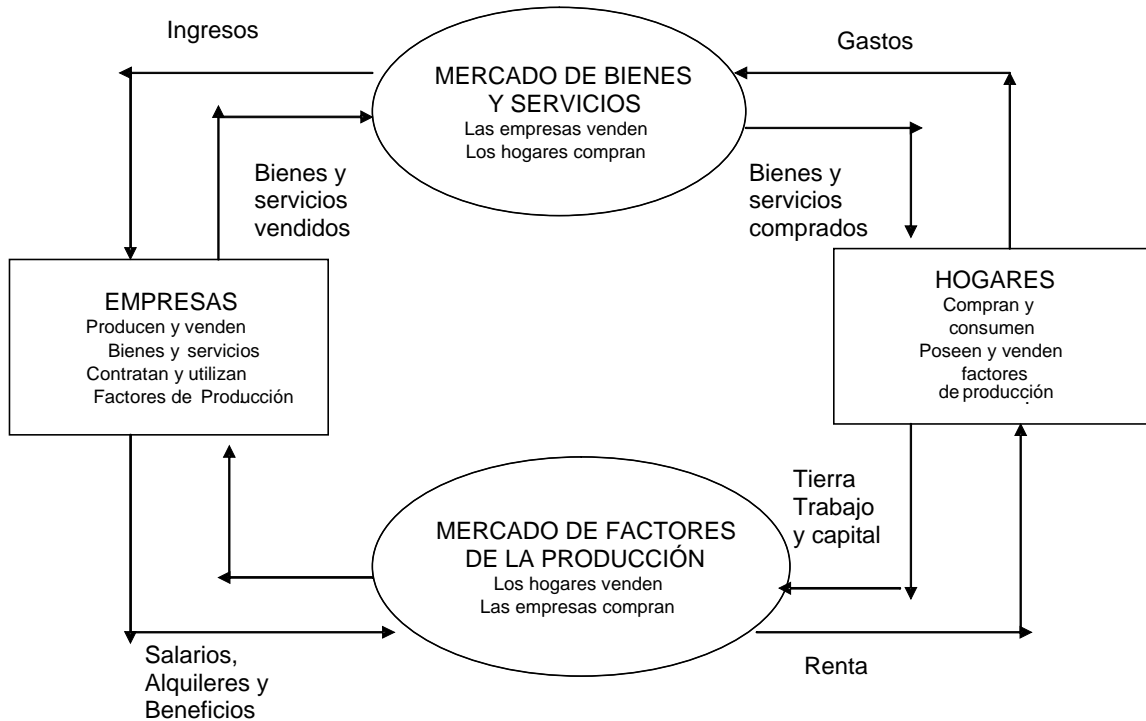 Ingresos
Gastos
MERCADO DE BIENES
Y SERVICIOS
Las empresas venden
Los hogares compran
Bienes y
servicios
vendidos
Bienes y
servicios
comprados
EMPRESAS
Producen y venden
Bienes y servicios
Contratan y utilizan
Factores de Producción
HOGARES
Compran y
consumen
Poseen y venden
factores
de producción
Tierra
Trabajo
y capital
MERCADO DE FACTORES
DE LA PRODUCCIÓN
Los hogares venden
Las empresas compran
Salarios,
Alquileres y
Beneficios
Renta